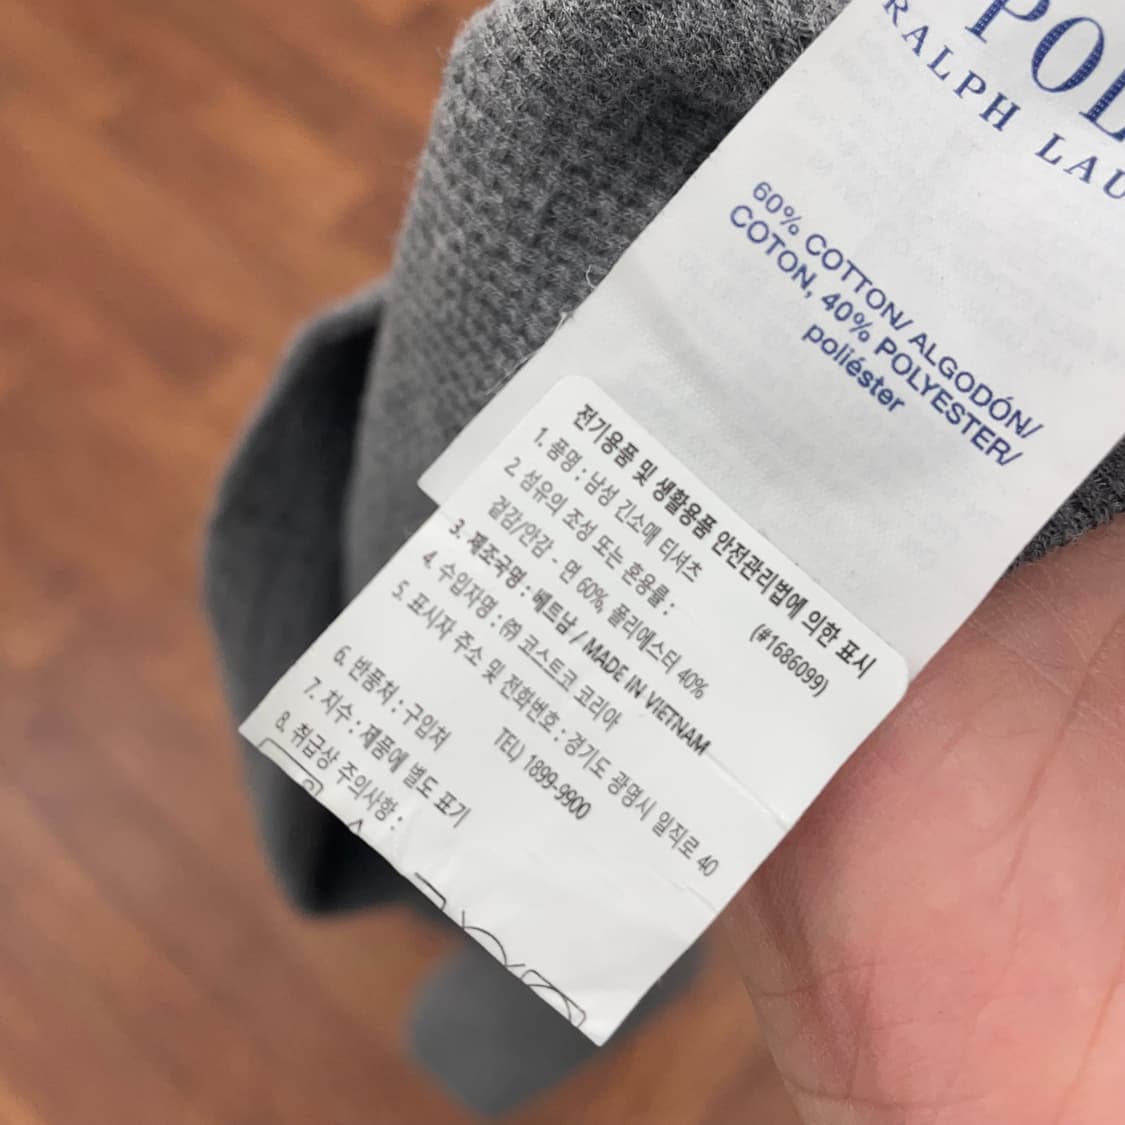 POL
RALPH LAU
60% COTTON/ ALGODÓN/
COTON, 40% POLYESTER/
poliéster
전기용품 및 생활용품 안전관리법에 의한 표시
1. 품명 : 남성 긴소매 티셔츠 (#1686099)
2. 섬유의 조성 또는 혼용률 :
겉감/안감 - 면 60%, 폴리에스터 40%
3. 제조국명 : 베트남 / MADE IN VIETNAM
4. 수입자명 : ㈜ 코스트코 코리아
5. 표시자 주소 및 전화번호 : 경기도 광명시 일직로 40
TEL) 1899-9900
6. 반품처 : 구입처
7. 치수 : 제품에 별도 표기
8. 취급상 주의사항 :